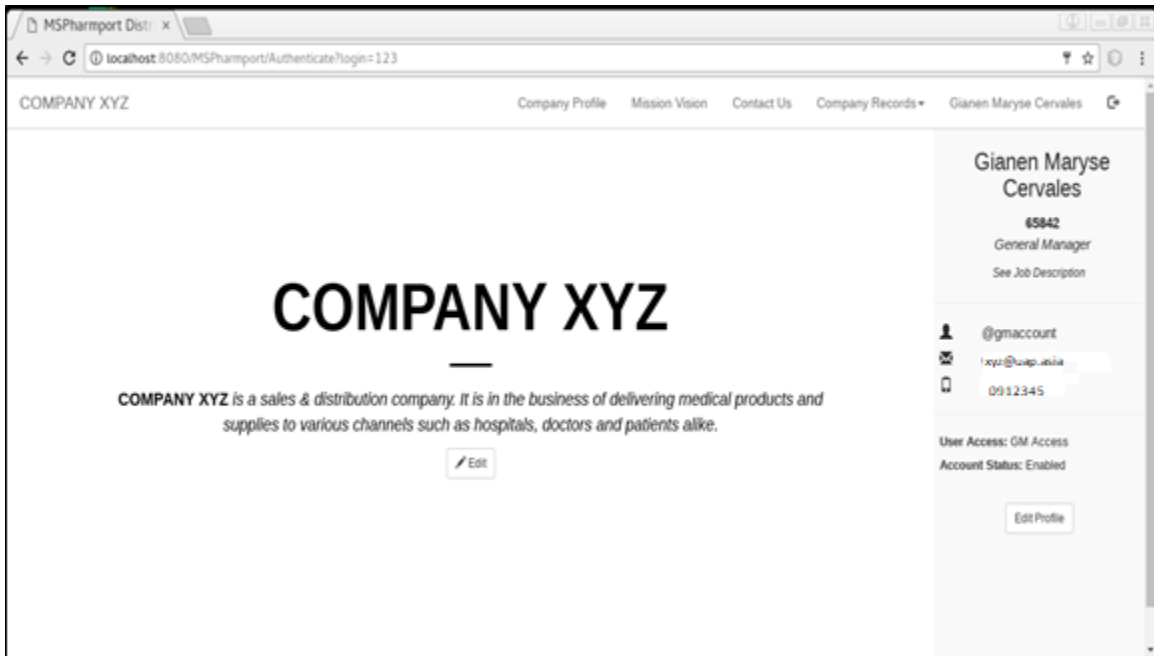 MSPharmport Distr
localhost:8080/MSPharmport/Authenticate?login=123
COMPANY XYZ Company Profile Mission Vision Contact Us Company Records Gianen Maryse Cervales
Gianen Maryse
Cervales
65842
General Manager
See Job Description
COMPANY XYZ
COMPANY XYZ is a sales & distribution company. It is in the business of delivering medical products and
supplies to various channels such as hospitals, doctors and patients alike.
Edit
@gmaccount
xyz@uap.asia
0912345
User Access: GM Access
Account Status: Enabled
Edit Profile